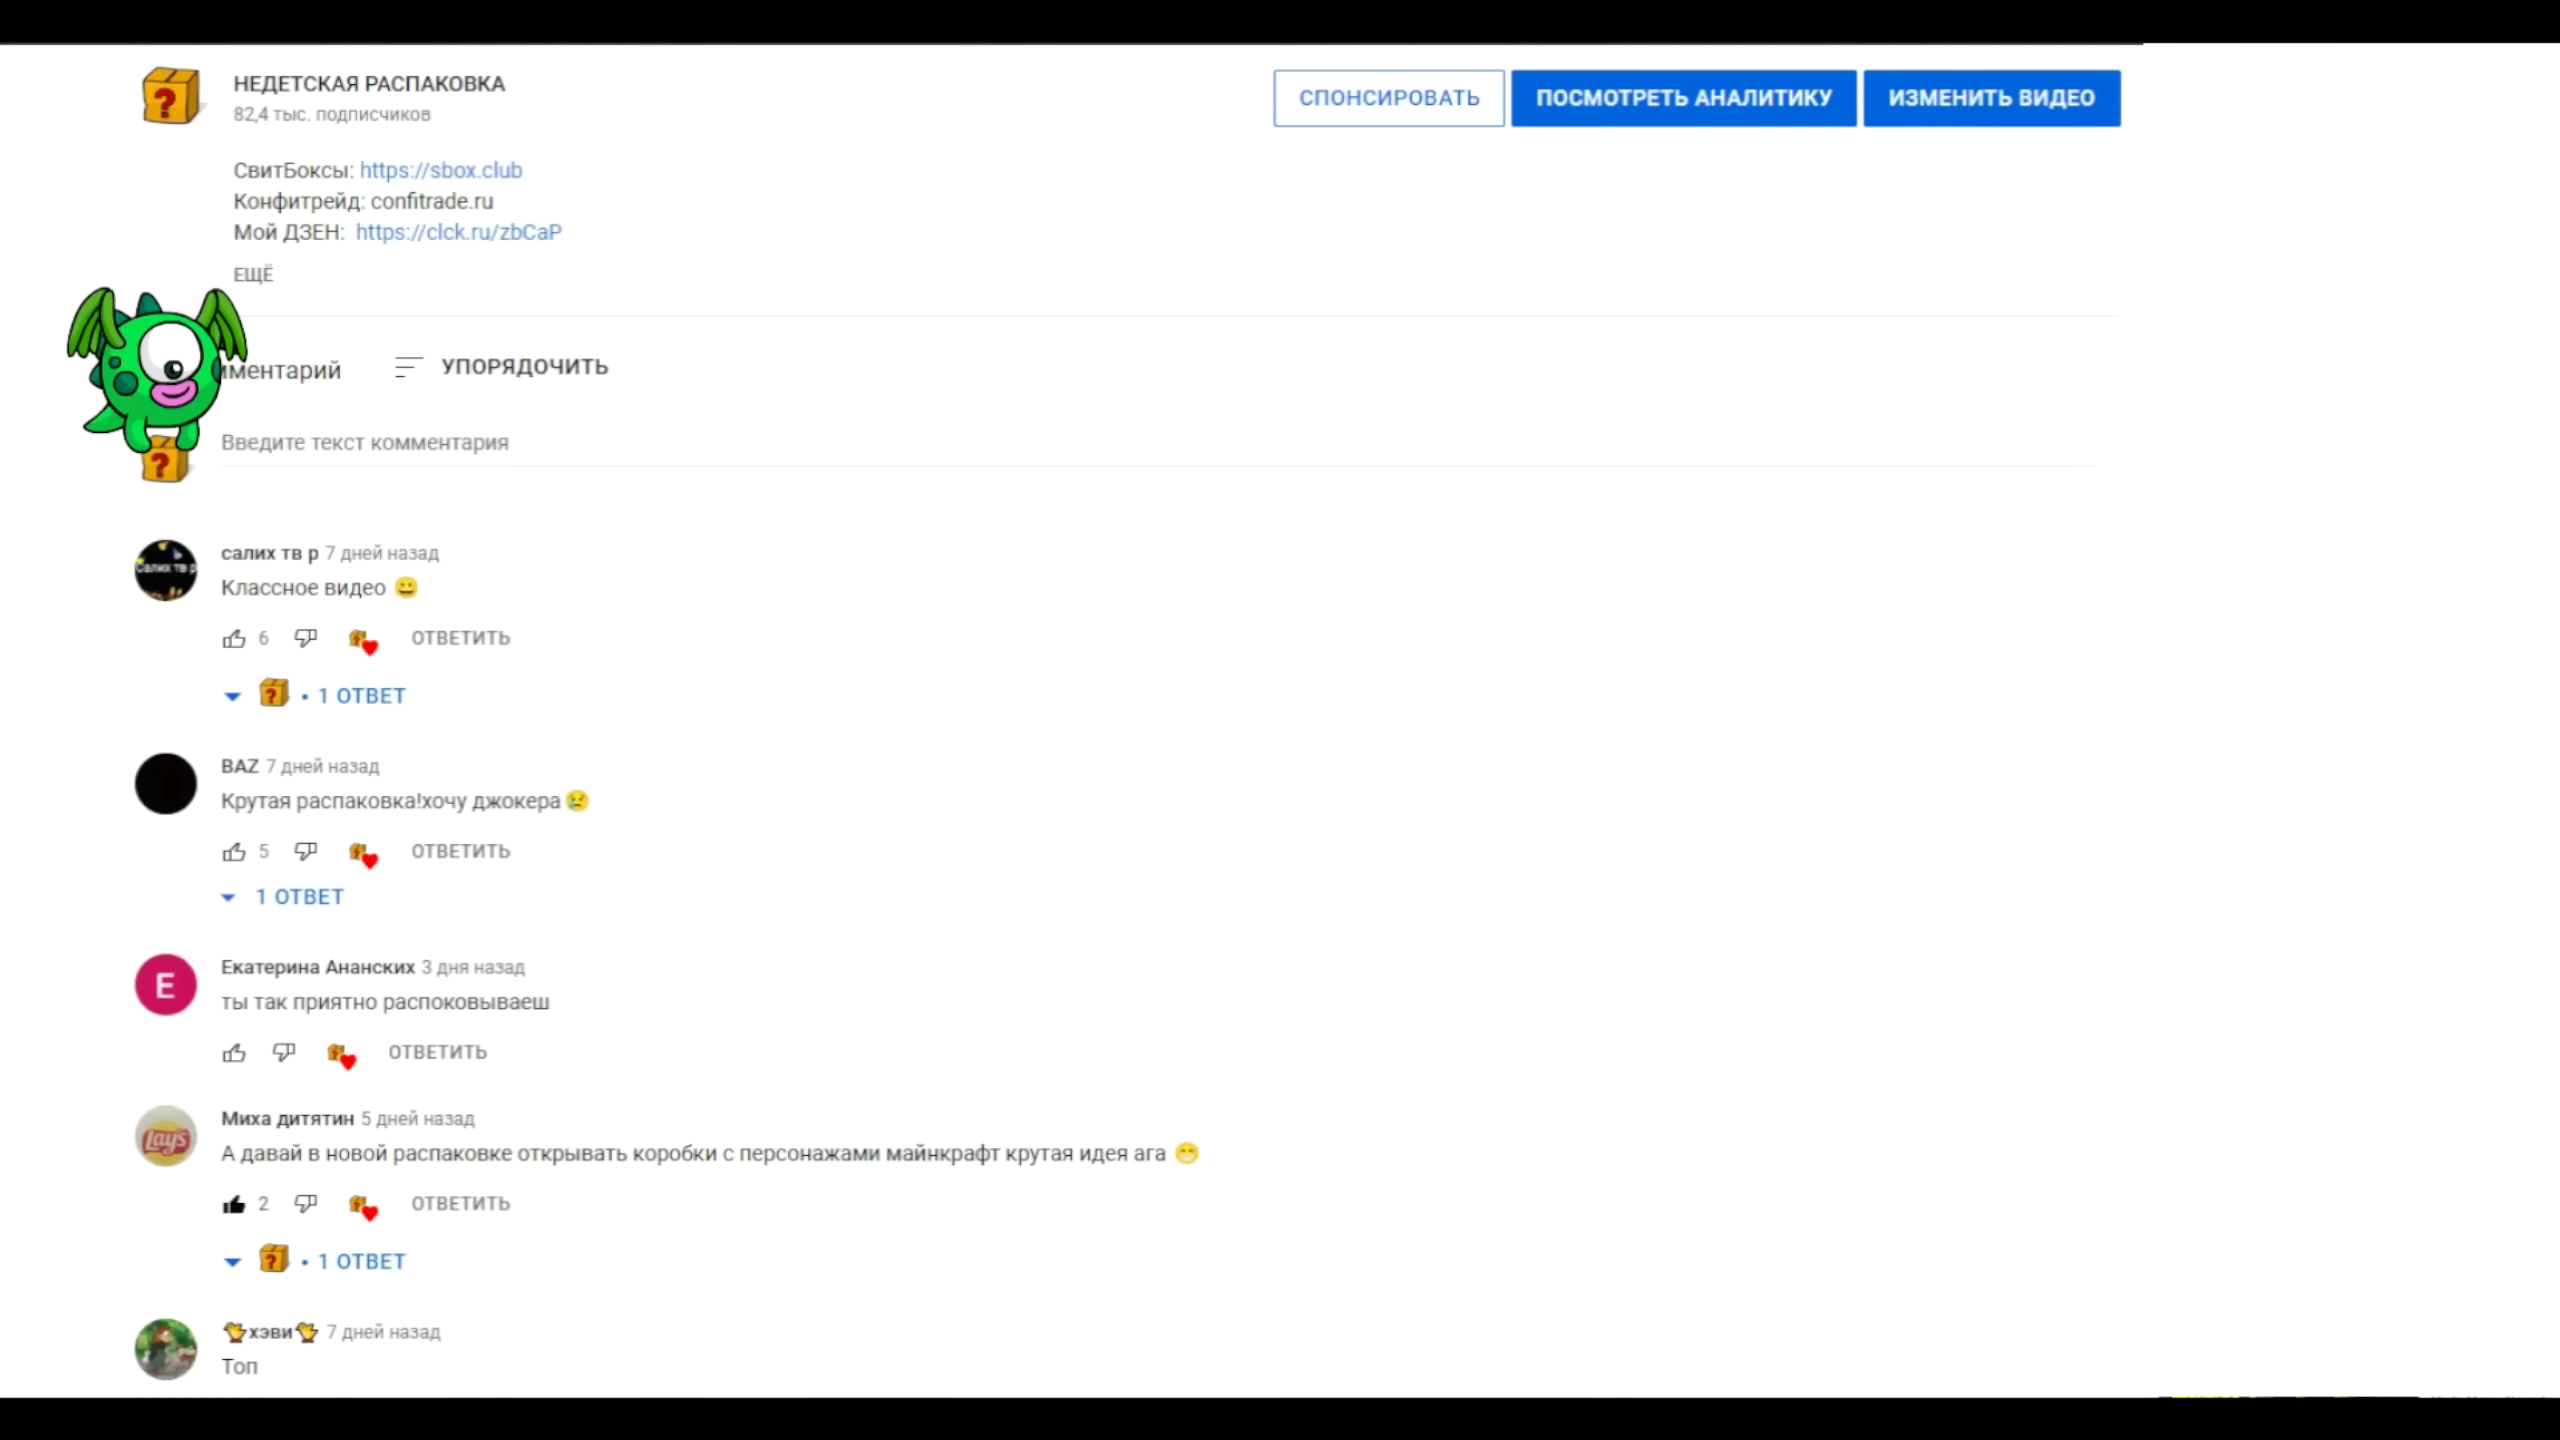 НЕДЕТСКАЯ РАСПАКОВКА
82,4 тыс. подписчиков
СПОНСИРОВАТЬ
ПОСМОТРЕТЬ АНАЛИТИКУ
ИЗМЕНИТЬ ВИДЕО
СвитБоксы: https://sbox.club
Конфитрейд: confitrade.ru
Мой ДЗЕН: https://clck.ru/zbCaP
ЕЩЁ
ментарий
УПОРЯДОЧИТЬ
Введите текст комментария
салих тв р 7 дней назад
Классное видео 😀
6 ОТВЕТИТЬ
• 1 ОТВЕТ
BAZ 7 дней назад
Крутая распаковка!хочу джокера😢
5 ОТВЕТИТЬ
1 ОТВЕТ
E
Екатерина Ананских 3 дня назад
ты так приятно распоковываеш
ОТВЕТИТЬ
Lay's
Миха дитятин 5 дней назад
А давай в новой распаковке открывать коробки с персонажами майнкрафт крутая идея ага 😁
2 ОТВЕТИТЬ
• 1 ОТВЕТ
хэви 7 дней назад
Топ